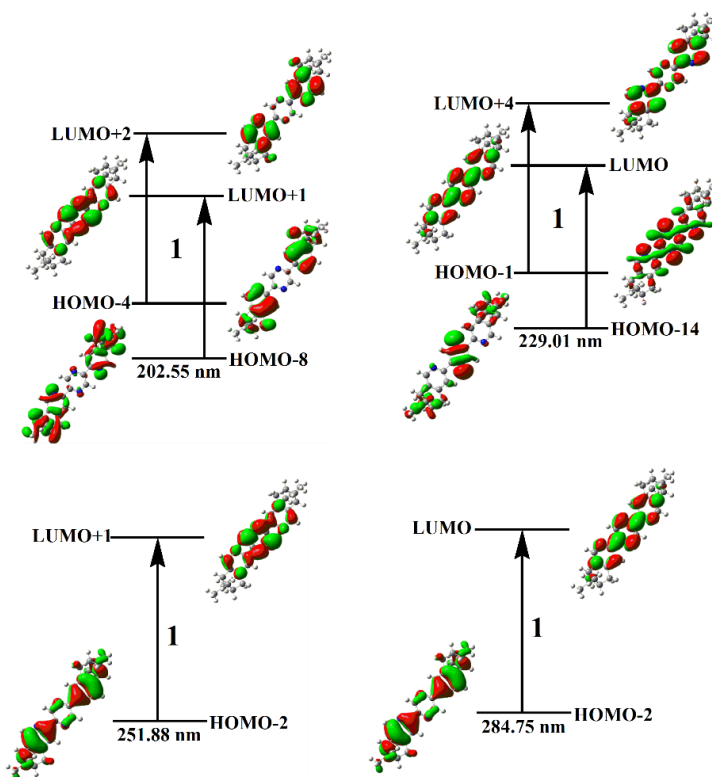 LUMO+2
LUMO+1
1
HOMO-4
HOMO-8
202.55 nm
LUMO+4
LUMO
1
HOMO-1
HOMO-14
229.01 nm
LUMO+1
1
HOMO-2
251.88 nm
LUMO
1
HOMO-2
284.75 nm